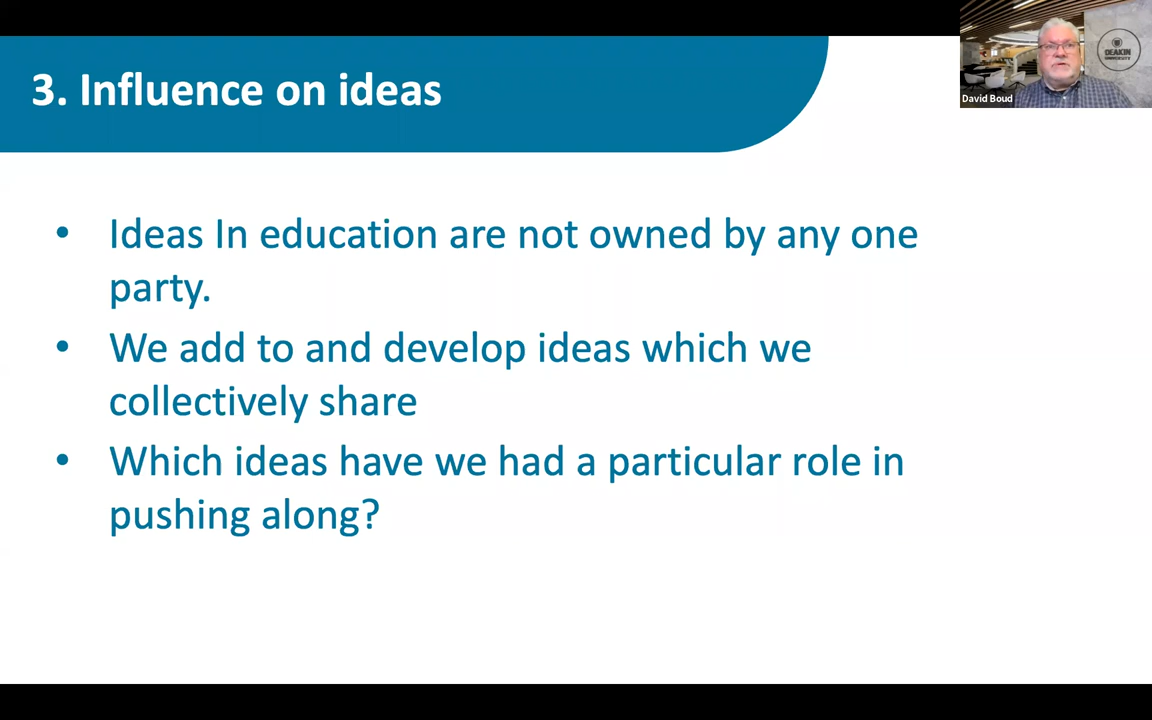 3. Influence on ideas
DEAKIN
UNIVERSITY
David Boud
• Ideas In education are not owned by any one
party.
• We add to and develop ideas which we
collectively share
• Which ideas have we had a particular role in
pushing along?